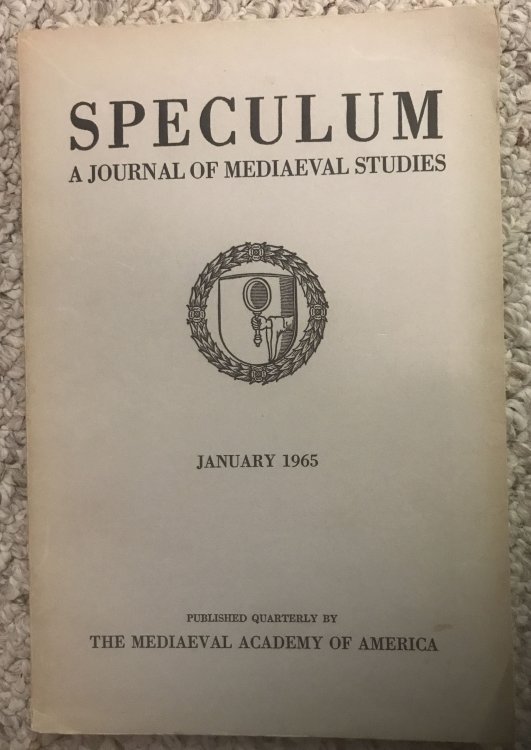 SPECULUM
A JOURNAL OF MEDIAEVAL STUDIES
JANUARY 1965
PUBLISHED QUARTERLY BY
THE MEDIAEVAL ACADEMY OF AMERICA